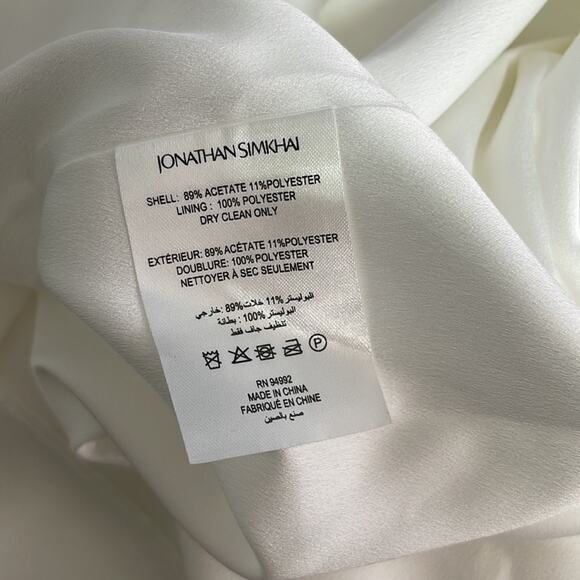 JONATHAN SIMKHAI
SHELL: 89% ACETATE 11%POLYESTER
LINING : 100% POLYESTER
DRY CLEAN ONLY
EXTÉRIEUR: 89% ACÉTATE 11%POLYESTER
DOUBLURE: 100% POLYESTER
NETTOYER À SEC SEULEMENT
البوليستر %11 خلات%89: خارجي
البوليستر %100: بطانة
تنظيف جاف فقط
P
RN 94992
MADE IN CHINA
FABRIQUÉ EN CHINE
صنع بالصين